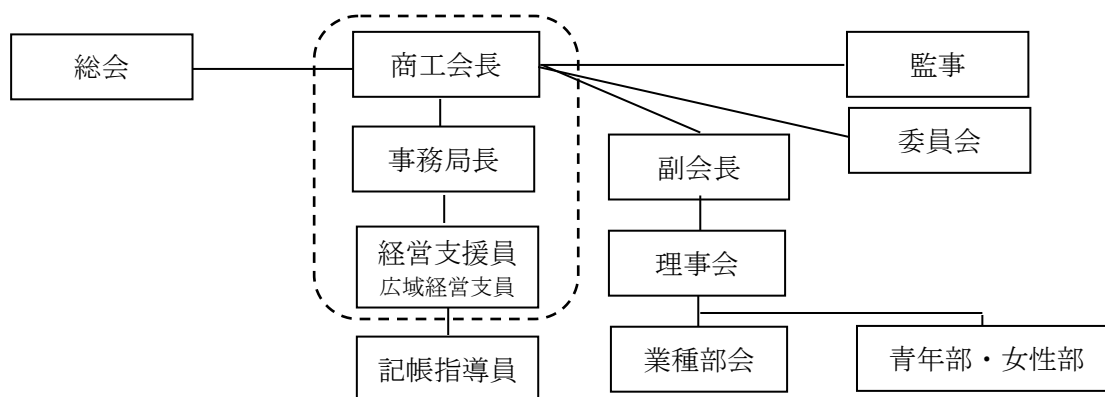 総会
商工会長
監事
委員会
事務局長
副会長
経営支援員
広域経営支員
理事会
記帳指導員
業種部会
青年部・女性部